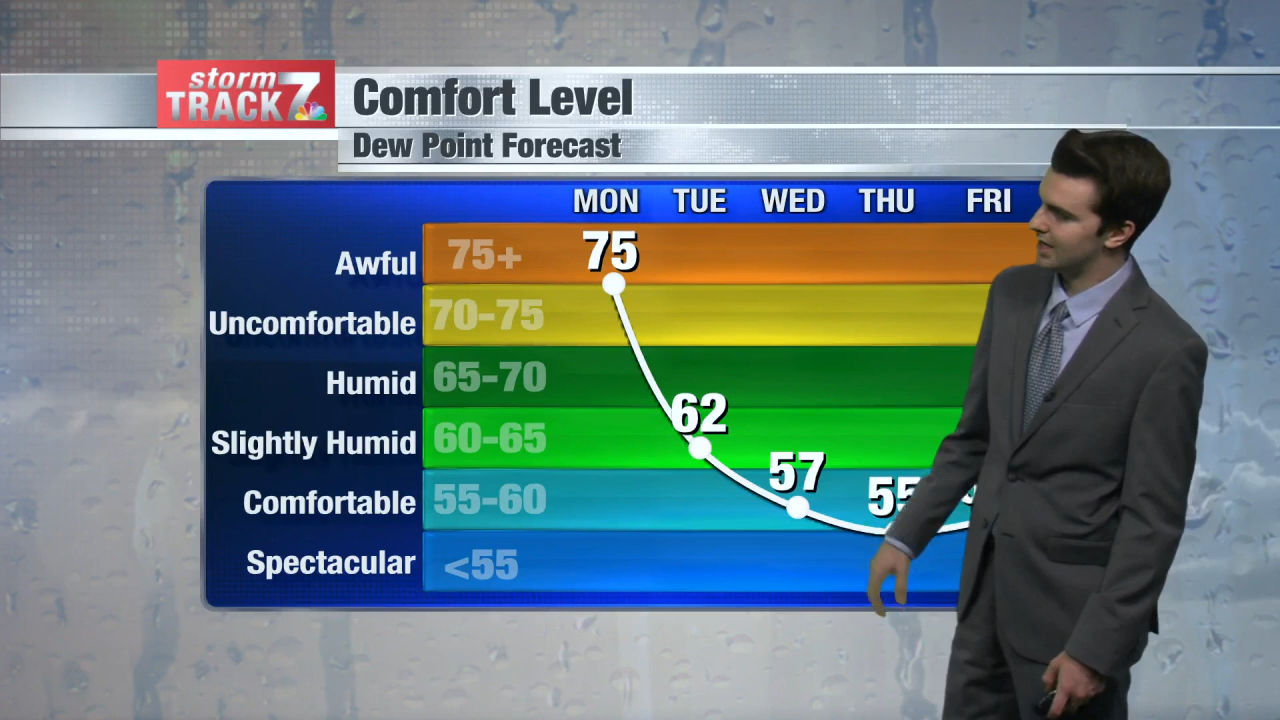 storm
TRACK 7
Comfort Level
Dew Point Forecast
MON TUE WED THU FRI
Awful 75+ 75
Uncomfortable 70-75
Humid 65-70
Slightly Humid 60-65 62
Comfortable 55-60 57 55
Spectacular <55